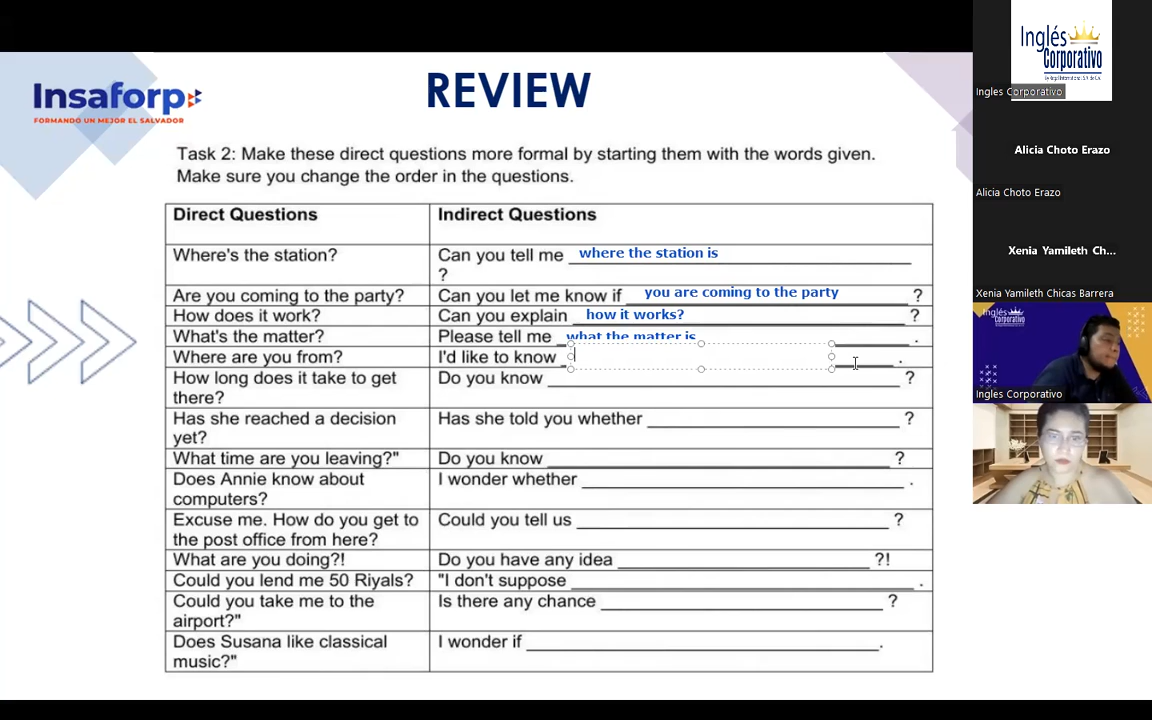 Insaforp
FORMANDO UN MEJOR EL SALVADOR
REVIEW
Task 2: Make these direct questions more formal by starting them with the words given.
Make sure you change the order in the questions.
Direct Questions
Indirect Questions
Where's the station?
Can you tell me where the station is
?
Are you coming to the party?
Can you let me know if you are coming to the party ?
How does it work?
Can you explain how it works? ?
What's the matter?
Please tell me what the matter is .
Where are you from?
I'd like to know .
How long does it take to get
there?
Do you know ?
Has she reached a decision
yet?
Has she told you whether ?
What time are you leaving?"
Do you know ?
Does Annie know about
computers?
I wonder whether .
Excuse me. How do you get to
the post office from here?
Could you tell us ?
What are you doing?!
Do you have any idea ?!
Could you lend me 50 Riyals?
"I don't suppose .
Could you take me to the
airport?"
Is there any chance ?
Does Susana like classical
music?"
I wonder if .
Inglés
Corporativo
Ingles Corporativo
Alicia Choto Erazo
Alicia Choto Erazo
Xenia Yamileth Ch...
Xenia Yamileth Chicas Barrera
Inglés
Corporativo
Ingles Corporativo